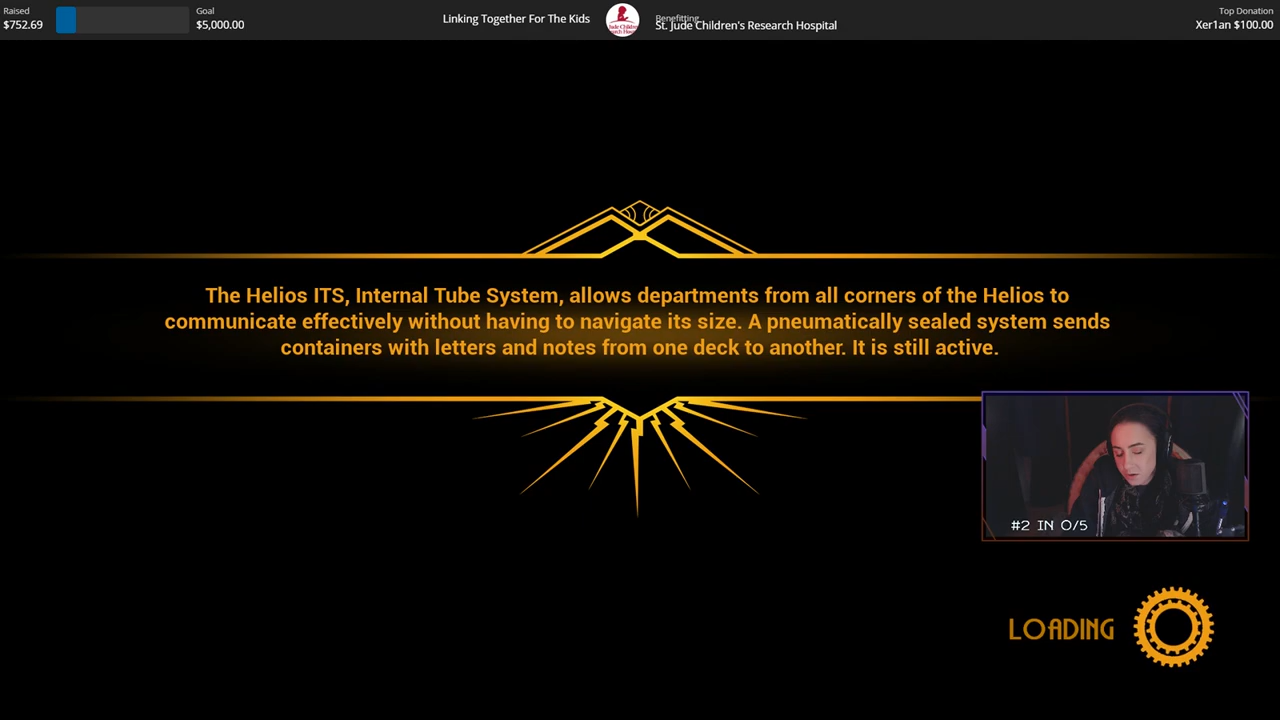 Raised
$752.69
Goal
$5,000.00
Linking Together For The Kids
Benefitting
St. Jude Children's Research Hospital
Top Donation
Xer1an $100.00
The Helios ITS, Internal Tube System, allows departments from all corners of the Helios to
communicate effectively without having to navigate its size. A pneumatically sealed system sends
containers with letters and notes from one deck to another. It is still active.
#2 IN 0/5
LOADING